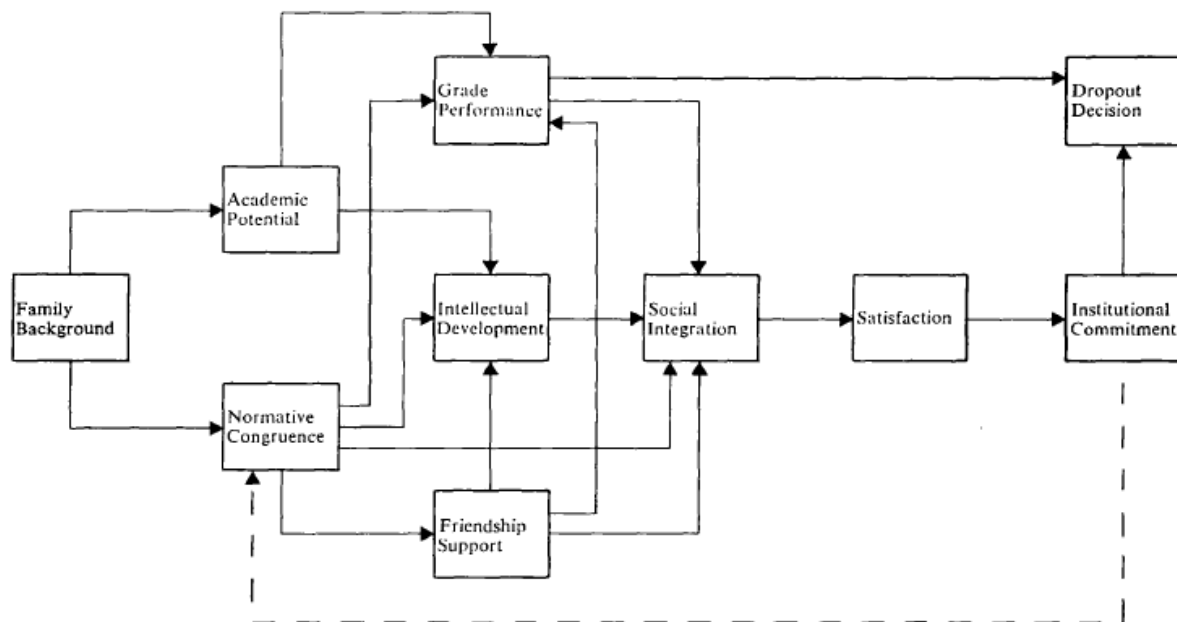 Grade
Performance
Dropout
Decision
Academic
Potential
Family
Background
Intellectual
Development
Social
Integration
Satisfaction
Institutional
Commitment
Normative
Congruence
Friendship
Support